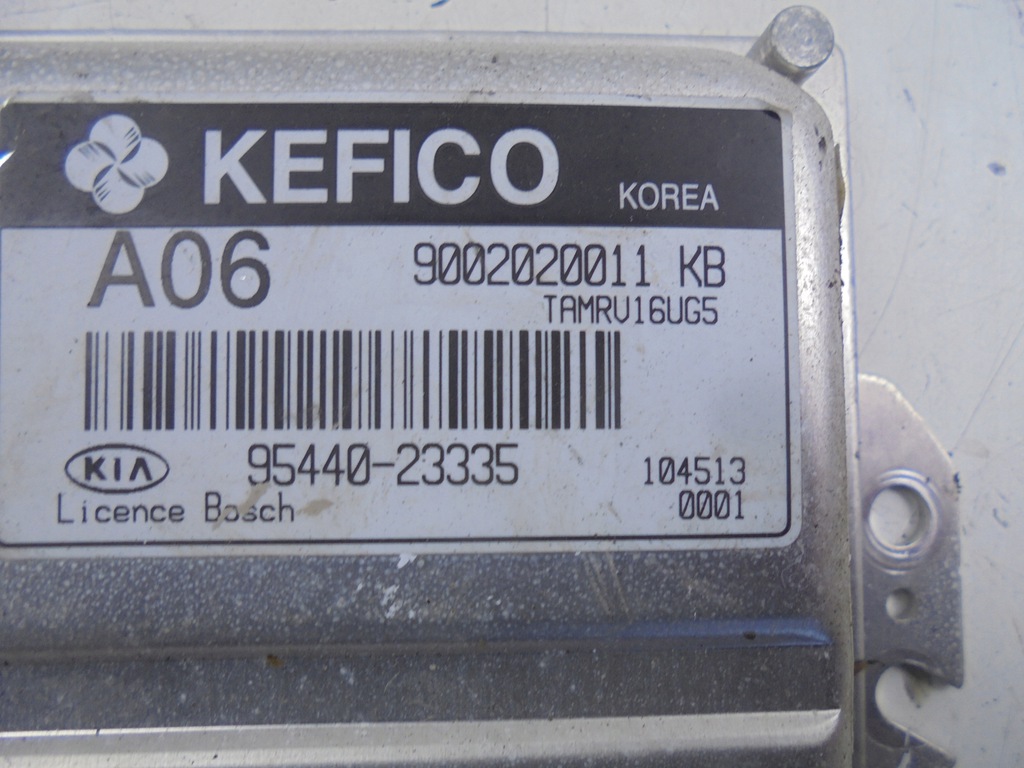 KEFICO KOREA
A06 9002020011 KB
TAMRV16UG5
KIA 95440-23335 104513
Licence Bosch 0001